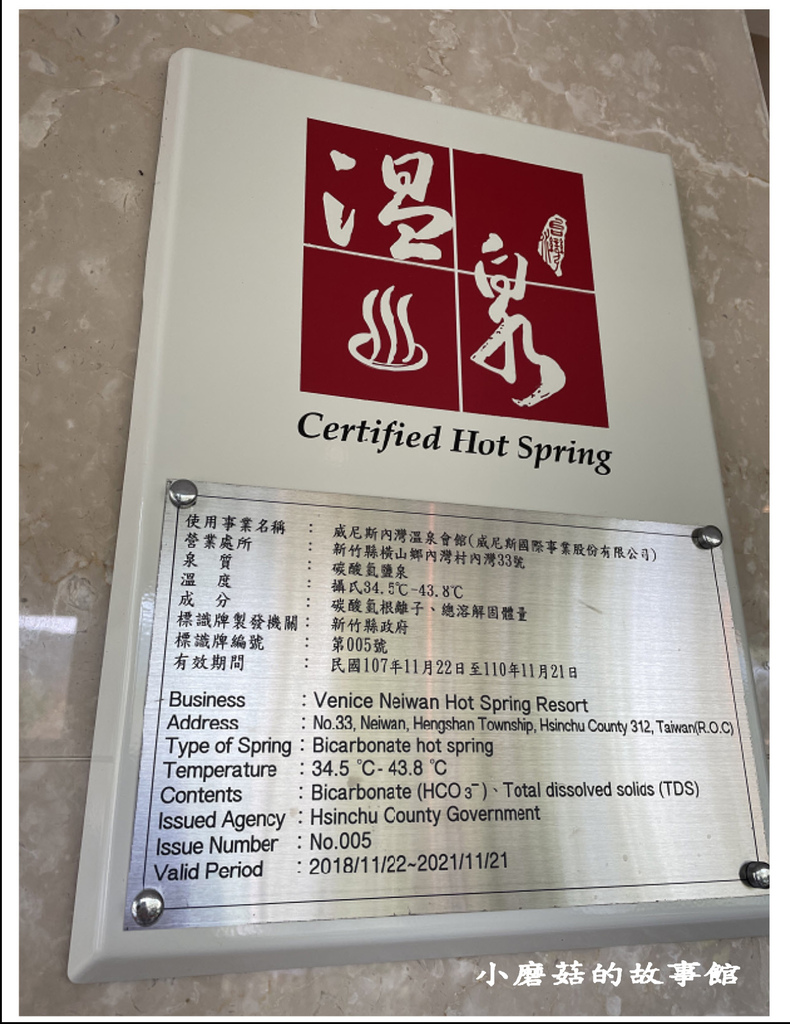 溫泉
台灣
Certified Hot Spring
使用事業名稱 : 威尼斯內灣溫泉會館(威尼斯國際事業股份有限公司)
營業處所 : 新竹縣橫山鄉內灣村內灣33號
泉質 : 碳酸氫鹽泉
溫度 : 攝氏34.5℃-43.8℃
成分 : 碳酸氫根離子、總溶解固體量
標識牌製發機關 : 新竹縣政府
標識牌編號 : 第005號
有效期間 : 民國107年11月22日至110年11月21日
Business : Venice Neiwan Hot Spring Resort
Address : No.33, Neiwan, Hengshan Township, Hsinchu County 312, Taiwan(R.O.C)
Type of Spring : Bicarbonate hot spring
Temperature : 34.5 ℃- 43.8 ℃
Contents : Bicarbonate (HCO₃⁻)、Total dissolved solids (TDS)
Issued Agency : Hsinchu County Government
Issue Number : No.005
Valid Period : 2018/11/22~2021/11/21
小磨菇的故事館